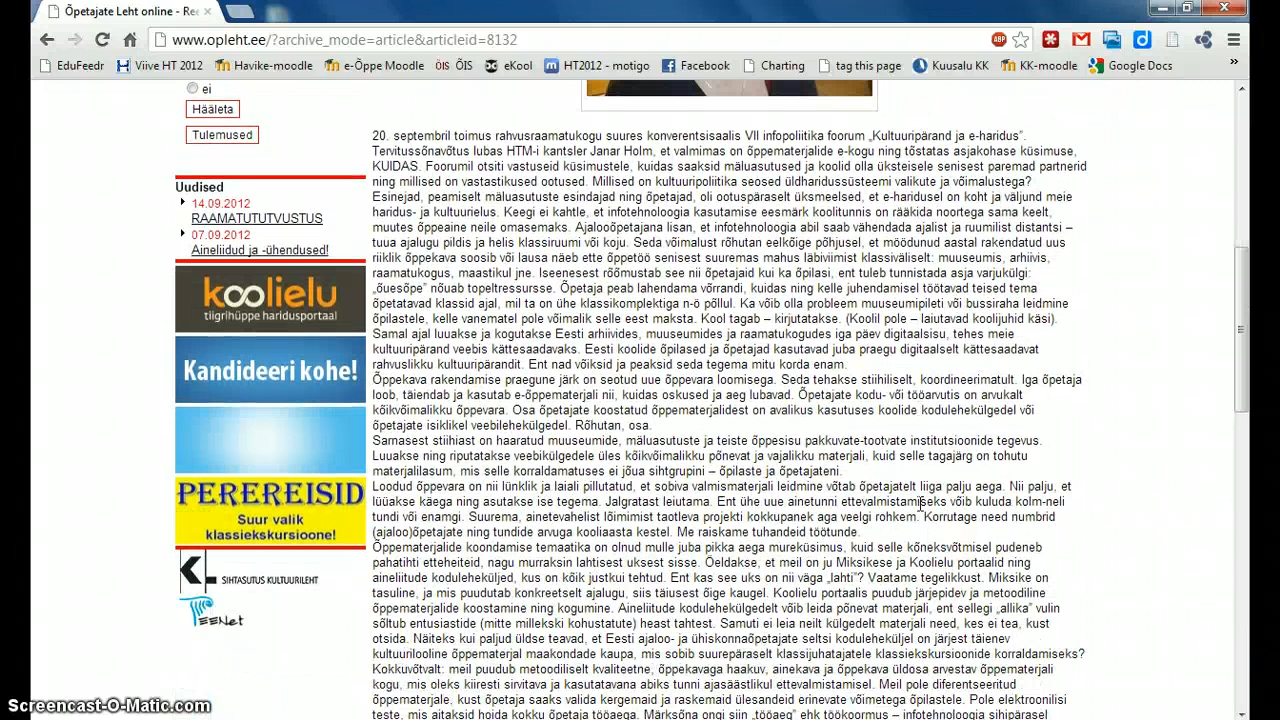 Õpetajate Leht online - Ree
www.opleht.ee/?archive_mode=article&articleid=8132
EduFeedr Viive HT 2012 Havike-moodle e-Õppe Moodle ÕIS eKool HT2012 - motigo Facebook Charting tag this page Kuusalu KK KK-moodle Google Docs
ei
Hääleta
Tulemused
Uudised
14.09.2012
RAAMATUTUTVUSTUS
07.09.2012
Aineliidud ja -ühendused!
koolielu
tiigrihüppe haridusportaal
Kandideeri kohe!
PEREREISID
Suur valik
klassiekskursioone!
SIHTASUTUS KULTUURILEHT
EENet
20. septembril toimus rahvusraamatukogu suures konverentsisaalis VII infopoliitika foorum „Kultuuripärand ja e-haridus”.
Tervitussõnavõtus lubas HTM-i kantsler Janar Holm, et valmimas on õppematerjalide e-kogu ning tõstatas asjakohase küsimuse,
KUIDAS. Foorumil otsiti vastuseid küsimustele, kuidas saaksid mäluasutused ja koolid olla üksteisele senisest paremad partnerid
ning millised on vastastikused ootused. Millised on kultuuripoliitika seosed üldharidussüsteemi valikute ja võimalustega?
Esinejad, peamiselt mäluasutuste esindajad ning õpetajad, oli ootuspäraselt üksmeelsed, et e-haridusel on koht ja väljund meie
haridus- ja kultuurielus. Keegi ei kahtle, et infotehnoloogia kasutamise eesmärk koolitunnis on rääkida noortega sama keelt,
muutes õppeaine neile omasemaks. Ajalooõpetajana lisan, et infotehnoloogia abil saab vähendada ajalist ja ruumilist distantsi –
tuua ajalugu pildis ja helis klassiruumi või koju. Seda võimalust rõhutan eelkõige põhjusel, et möödunud aastal rakendatud uus
riiklik õppekava soosib või lausa näeb ette õppetöö senisest suuremas mahus läbiviimist klassiväliselt: muuseumis, arhiivis,
raamatukogus, maastikul jne. Iseenesest rõõmustab see nii õpetajaid kui ka õpilasi, ent tuleb tunnistada asja varjukülgi:
„õuesõpe” nõuab topeltressursse. Õpetaja peab lahendama võrrandi, kuidas ning kelle juhendamisel töötavad teised tema
õpetatavad klassid ajal, mil ta on ühe klassikomplektiga n-ö põllul. Ka võib olla probleem muuseumipileti või bussiraha leidmine
õpilastele, kelle vanematel pole võimalik selle eest maksta. Kool tagab – kirjutatakse. (Koolil pole – laiutavad koolijuhid käsi).
Samal ajal luuakse ja kogutakse Eesti arhiivides, muuseumides ja raamatukogudes iga päev digitaalsisu, tehes meie
kultuuripärand veebis kättesaadavaks. Eesti koolide õpilased ja õpetajad kasutavad juba praegu digitaalselt kättesaadavat
rahvuslikku kultuuripärandit. Ent nad võiksid ja peaksid seda tegema mitu korda enam.
Õppekava rakendamise praegune järk on seotud uue õppevara loomisega. Seda tehakse stiihiliselt, koordineerimatult. Iga õpetaja
loob, täiendab ja kasutab e-õppematerjali nii, kuidas oskused ja aeg lubavad. Õpetajate kodu- või tööarvutis on arvukalt
kõikvõimalikku õppevara. Osa õpetajate koostatud õppematerjalidest on avalikus kasutuses koolide kodulehekülgedel või
õpetajate isiklikel veebilehekülgedel. Rõhutan, osa.
Sarnasest stiihiast on haaratud muuseumide, mäluasutuste ja teiste õppesisu pakkuvate-tootvate institutsioonide tegevus.
Luuakse ning riputatakse veebikülgedele üles kõikvõimalikku põnevat ja vajalikku materjali, kuid selle tagajärg on tohutu
materjalilasum, mis selle korraldamatuses ei jõua sihtgrupini – õpilaste ja õpetajateni.
Loodud õppevara on nii lünklik ja laiali pillutatud, et sobiva valmismaterjali leidmine võtab õpetajatelt liiga palju aega. Nii palju, et
lüüakse käega ning asutakse ise tegema. Jalgratast leiutama. Ent ühe uue ainetunni ettevalmistamiseks võib kuluda kolm-neli
tundi või enamgi. Suurema, ainetevahelist lõimimist taotleva projekti kokkupanek aga veelgi rohkem. Korrutage need numbrid
(ajaloo)õpetajate ning tundide arvuga kooliaasta kestel. Me raiskame tuhandeid töötunde.
Õppematerjalide koondamise temaatika on olnud mulle juba pikka aega mureküsimus, kuid selle kõneksvõtmisel pudeneb
pahatihti etteheiteid, nagu murraksin lahtisest uksest sisse. Öeldakse, et meil on ju Miksikese ja Koolielu portaalid ning
aineliitude koduleheküljed, kus on kõik justkui tehtud. Ent kas see uks on nii väga „lahti”? Vaatame tegelikkust. Miksike on
tasuline, ja mis puudutab konkreetselt ajalugu, siis täiusest õige kaugel. Koolielu portaalis puudub järjepidev ja metoodiline
õppematerjalide koostamine ning kogumine. Aineliitude kodulehekülgedelt võib leida põnevat materjali, ent sellegi „allika” vulin
sõltub entusiastide (mitte millekski kohustatute) heast tahtest. Samuti ei leia neilt külgedelt materjali need, kes ei tea, kust
otsida. Näiteks kui paljud üldse teavad, et Eesti ajaloo- ja ühiskonnaõpetajate seltsi koduleheküljel on järjest täienev
kultuurilooline õppematerjal maakondade kaupa, mis sobib suurepäraselt klassijuhatajatele klassiekskursioonide korraldamiseks?
Kokkuvõtvalt: meil puudub metoodiliselt kvaliteetne, õppekavaga haakuv, ainekava ja õppekava üldosa arvestav õppematerjali
kogu, mis oleks kiiresti sirvitava ja kasutatavana abiks tunni ajasäästlikul ettevalmistamisel. Meil pole diferentseeritud
õppematerjale, kust õpetaja saaks valida kergemaid ja raskemaid ülesandeid erinevate võimetega õpilastele. Pole elektroonilisi
teste, mis aitaksid hoida kokku õpetaja tööaega. Märksõna ongi siin „tööaeg” ehk töökoormus – infotehnoloogia sihipärasel
Screencast-O-Matic.com